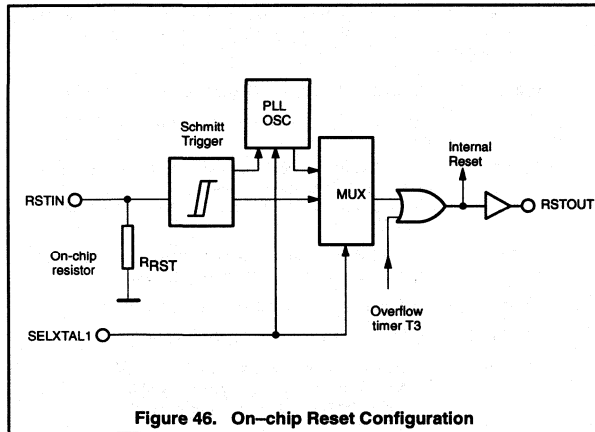 PLL
OSC
Schmitt
Trigger
Internal
Reset
MUX
RSTIN
RSTOUT
On-chip
resistor
RRST
Overflow
timer T3
SELXTAL1
Figure 46. On–chip Reset Configuration